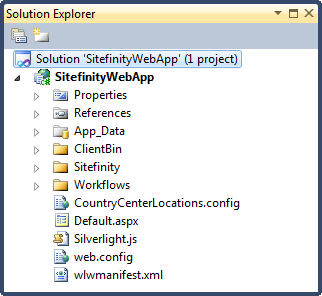 Solution Explorer
Solution 'SitefinityWebApp' (1 project)
SitefinityWebApp
Properties
References
App_Data
ClientBin
Sitefinity
Workflows
CountryCenterLocations.config
Default.aspx
Silverlight.js
web.config
wlwmanifest.xml